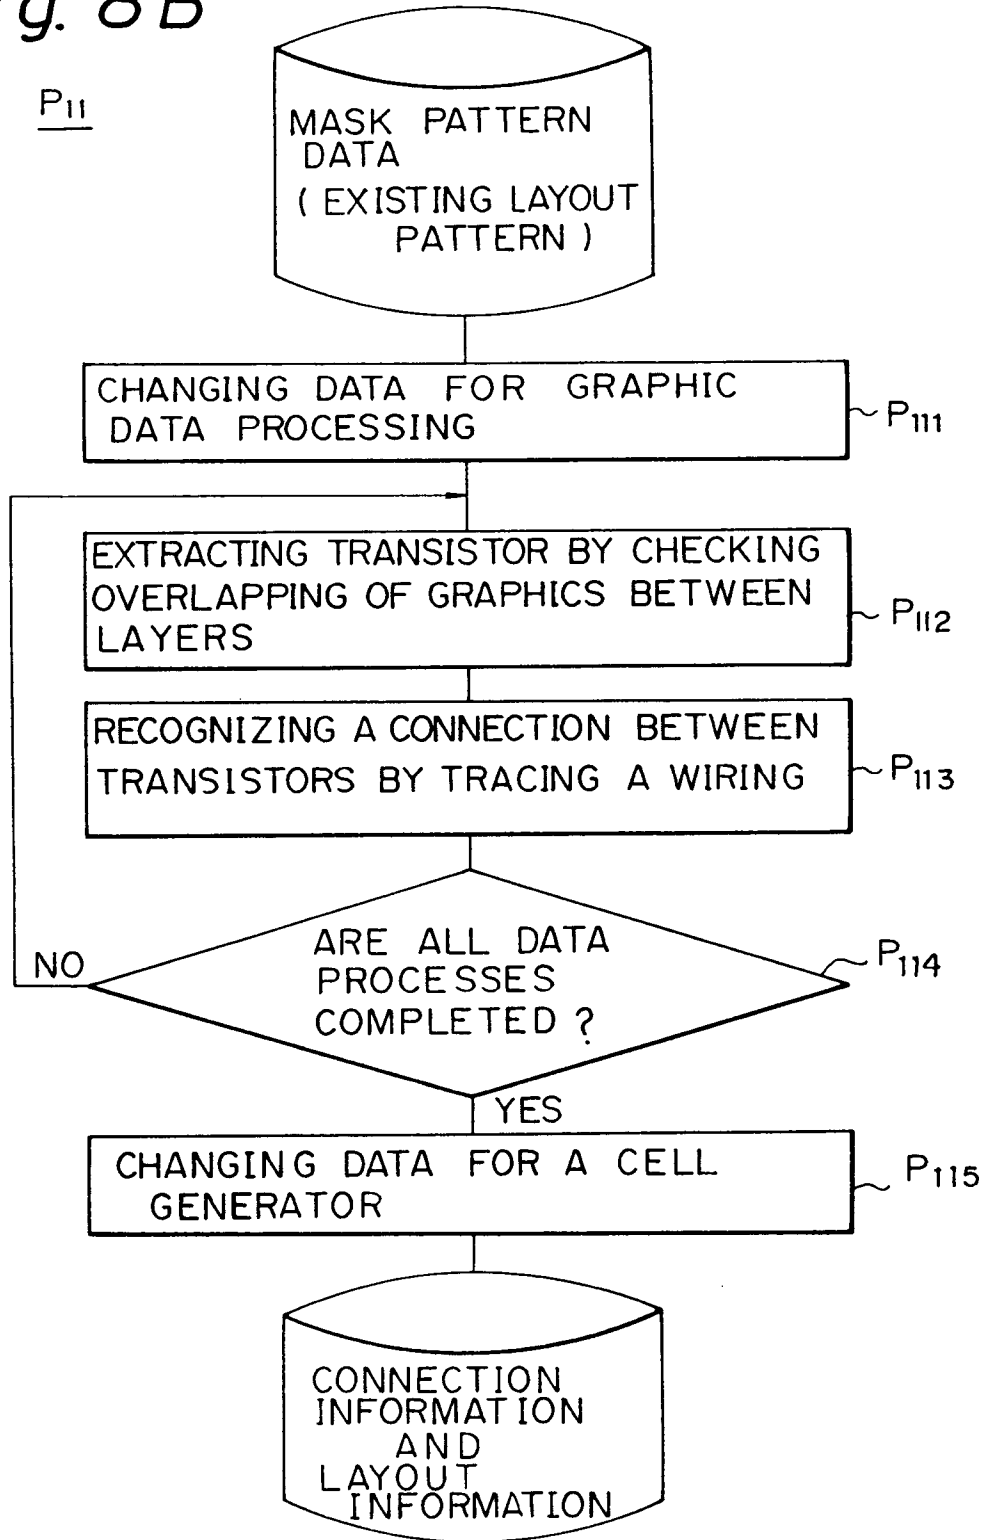 g. 8B
P11
MASK PATTERN
DATA
( EXISTING LAYOUT
PATTERN )
CHANGING DATA FOR GRAPHIC
DATA PROCESSING
P111
EXTRACTING TRANSISTOR BY CHECKING
OVERLAPPING OF GRAPHICS BETWEEN
LAYERS
P112
RECOGNIZING A CONNECTION BETWEEN
TRANSISTORS BY TRACING A WIRING
P113
ARE ALL DATA
PROCESSES
COMPLETED ?
P114
NO
YES
CHANGING DATA FOR A CELL
GENERATOR
P115
CONNECTION
INFORMATION
AND
LAYOUT
INFORMATION